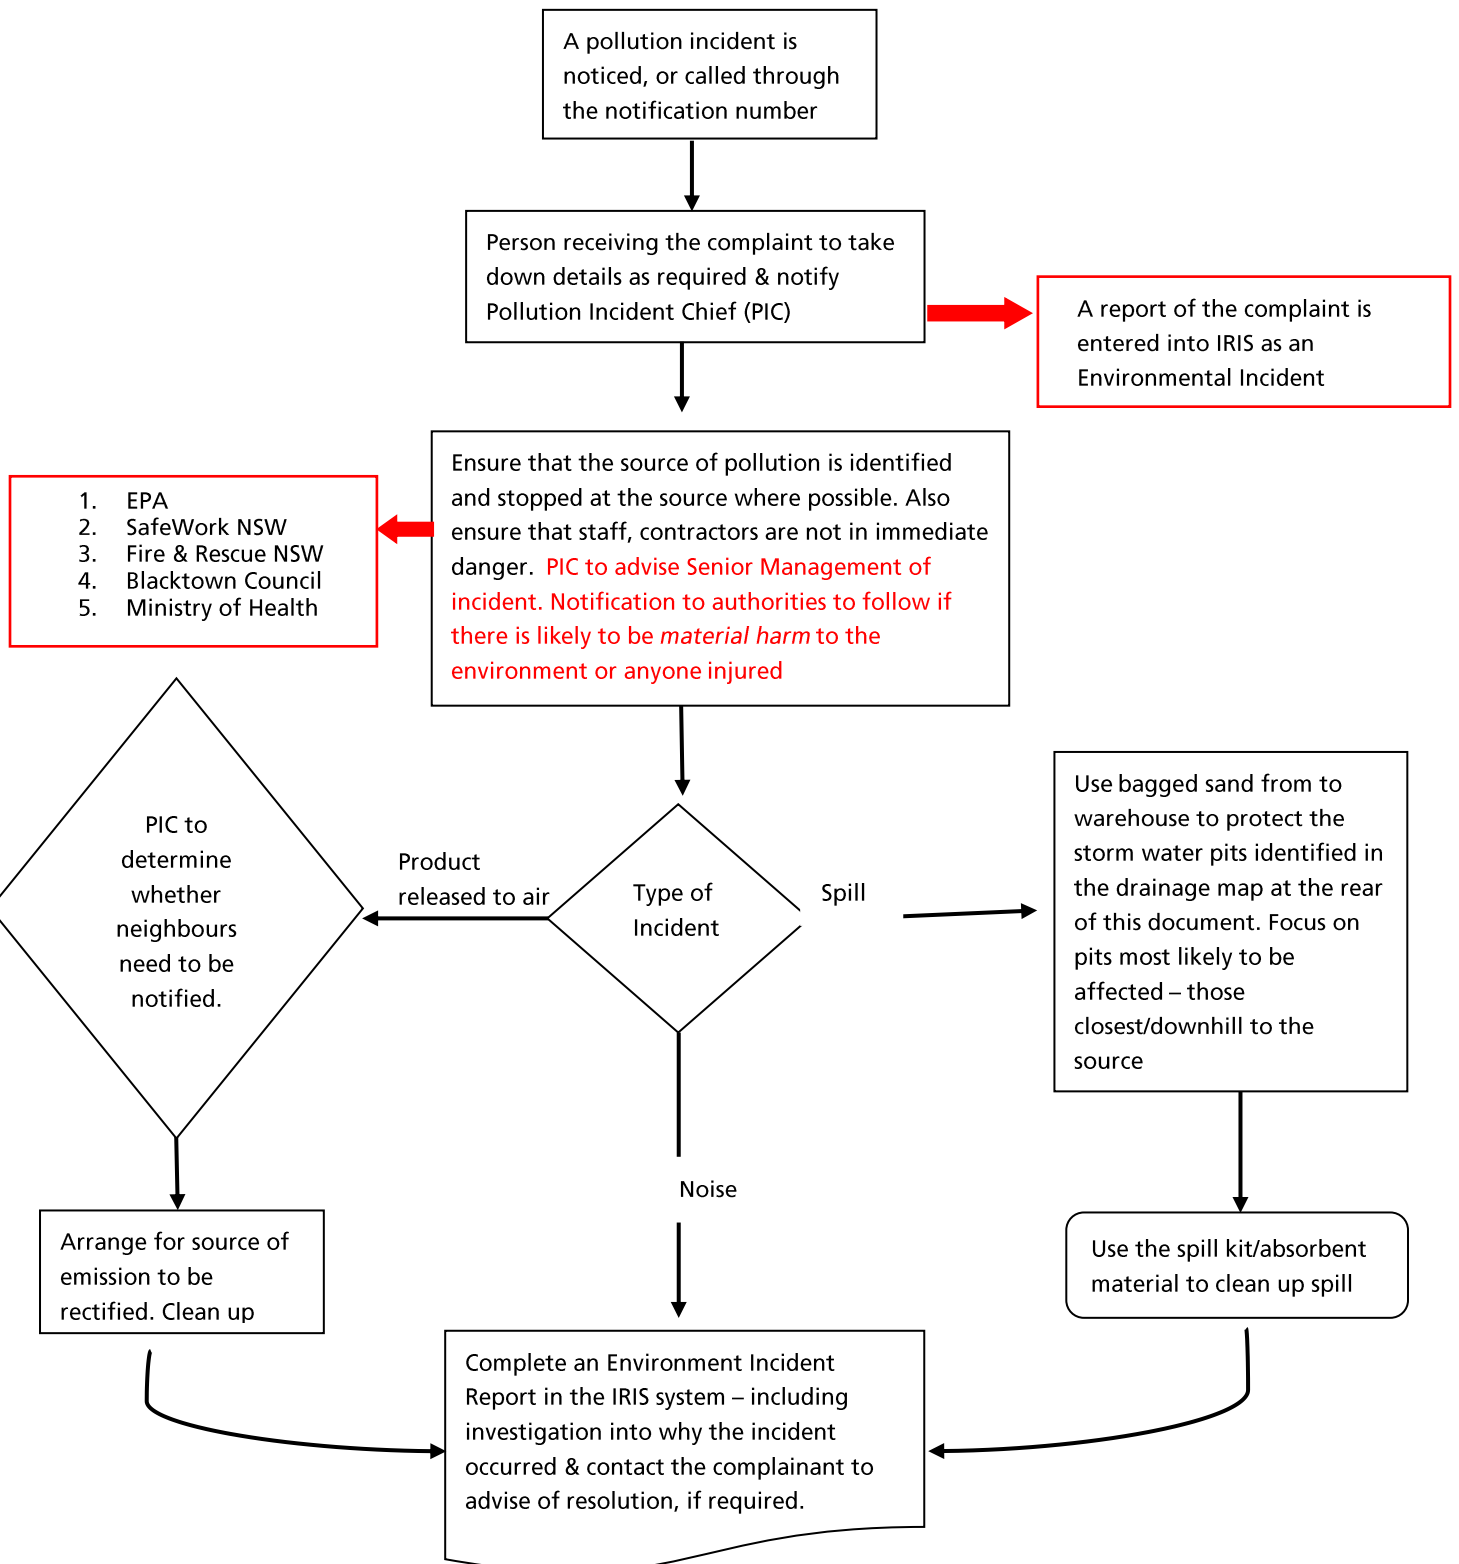 A pollution incident is
noticed, or called through
the notification number
Person receiving the complaint to take
down details as required & notify
Pollution Incident Chief (PIC)
A report of the complaint is
entered into IRIS as an
Environmental Incident
Ensure that the source of pollution is identified
and stopped at the source where possible. Also
ensure that staff, contractors are not in immediate
danger.  PIC to advise Senior Management of
incident. Notification to authorities to follow if
there is likely to be material harm to the
environment or anyone injured
1. EPA
2. SafeWork NSW
3. Fire & Rescue NSW
4. Blacktown Council
5. Ministry of Health
PIC to
determine
whether
neighbours
need to be
notified.
Product
released to air
Type of
Incident
Spill
Use bagged sand from to
warehouse to protect the
storm water pits identified in
the drainage map at the rear
of this document. Focus on
pits most likely to be
affected – those
closest/downhill to the
source
Noise
Arrange for source of
emission to be
rectified. Clean up
Use the spill kit/absorbent
material to clean up spill
Complete an Environment Incident
Report in the IRIS system – including
investigation into why the incident
occurred & contact the complainant to
advise of resolution, if required.